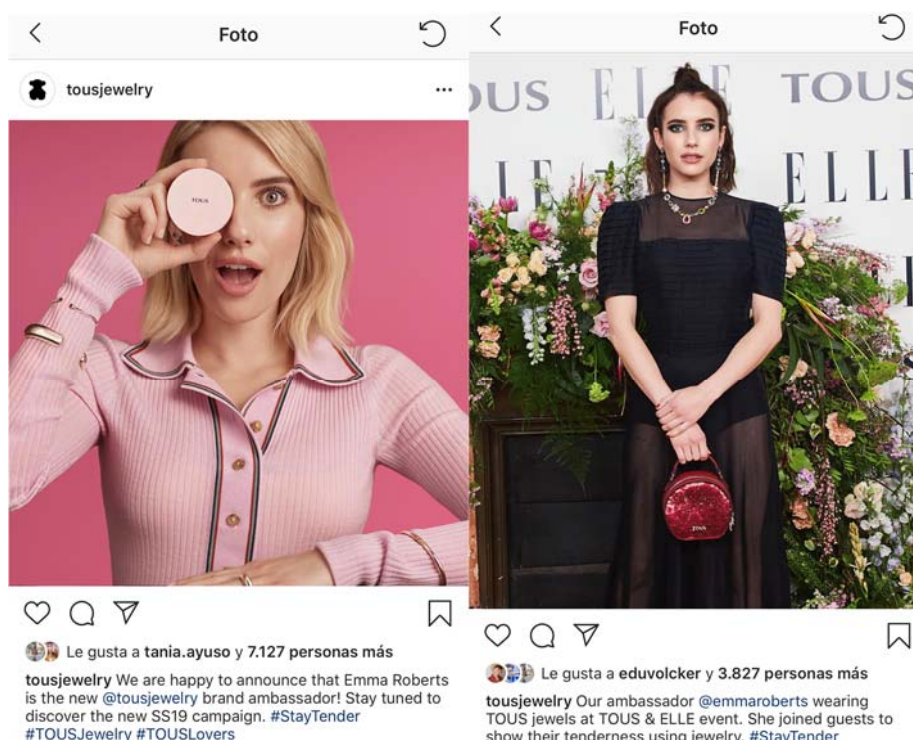 Foto
tousjewelry
TOUS
Le gusta a tania.ayuso y 7.127 personas más
tousjewelry We are happy to announce that Emma Roberts
is the new @tousjewelry brand ambassador! Stay tuned to
discover the new SS19 campaign. #StayTender
#TOUSJewelry #TOUSLovers
Foto
OUS ELLE TOUS
ELLE
TOUS
Le gusta a eduvolcker y 3.827 personas más
tousjewelry Our ambassador @emmaroberts wearing
TOUS jewels at TOUS & ELLE event. She joined guests to
show their tenderness using jewelry. #StayTender